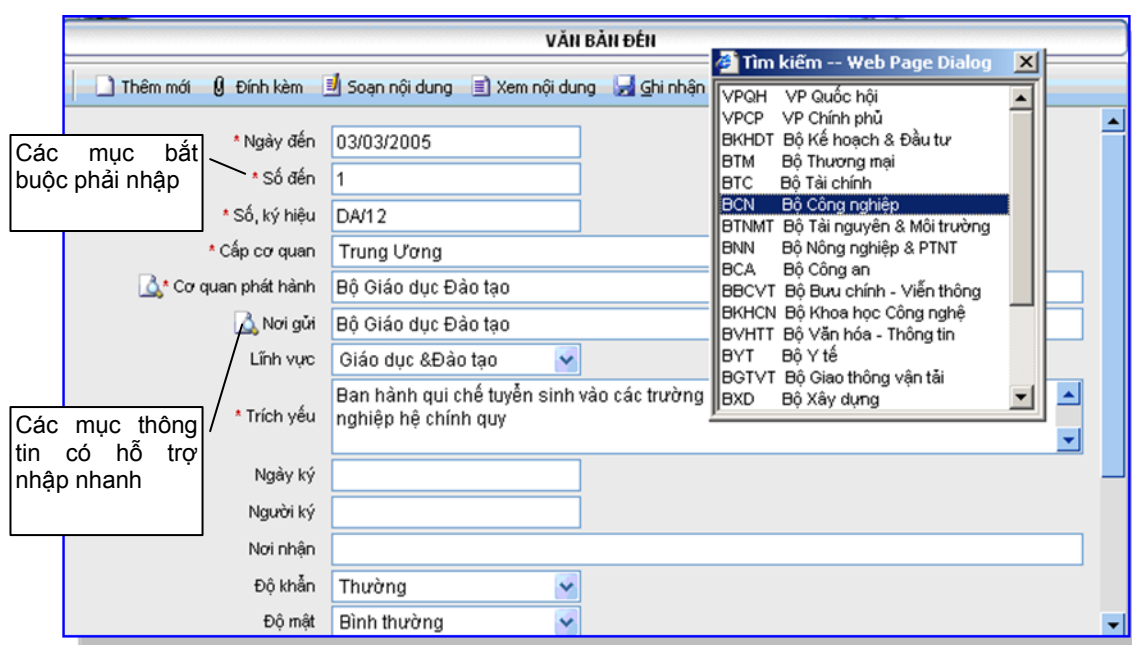 VĂN BẢN ĐẾN
Thêm mới Đính kèm Soạn nội dung Xem nội dung Ghi nhận
Các mục bắt
buộc phải nhập
* Ngày đến 03/03/2005
* Số đến 1
* Số, ký hiệu DA/12
* Cấp cơ quan Trung Ương
* Cơ quan phát hành Bộ Giáo dục Đào tạo
Nơi gửi Bộ Giáo dục Đào tạo
Lĩnh vực Giáo dục &Đào tạo
* Trích yếu Ban hành qui chế tuyển sinh vào các trường
nghiệp hệ chính quy
Các mục thông
tin có hỗ trợ
nhập nhanh
Ngày ký
Người ký
Nơi nhận
Độ khẩn Thường
Độ mật Bình thường
Tìm kiếm -- Web Page Dialog
VPQH VP Quốc hội
VPCP VP Chính phủ
BKHDT Bộ Kế hoạch & Đầu tư
BTM Bộ Thương mại
BTC Bộ Tài chính
BCN Bộ Công nghiệp
BTNMT Bộ Tài nguyên & Môi trường
BNN Bộ Nông nghiệp & PTNT
BCA Bộ Công an
BBCVT Bộ Bưu chính - Viễn thông
BKHCN Bộ Khoa học Công nghệ
BVHTT Bộ Văn hóa - Thông tin
BYT Bộ Y tế
BGTVT Bộ Giao thông vận tải
BXD Bộ Xây dựng